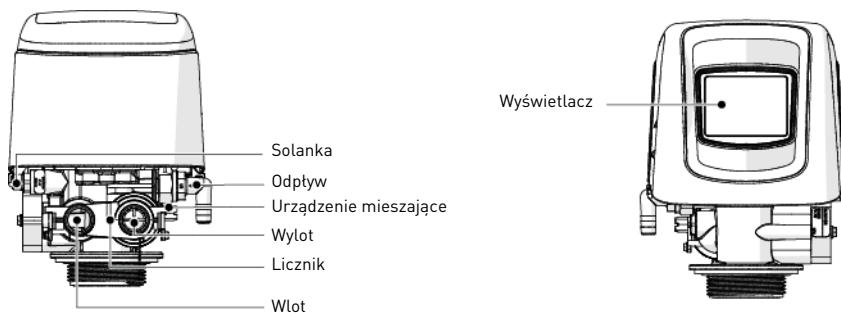 Solanka
Odpływ
Urządzenie mieszające
Wylot
Licznik
Wlot
Wyświetlacz